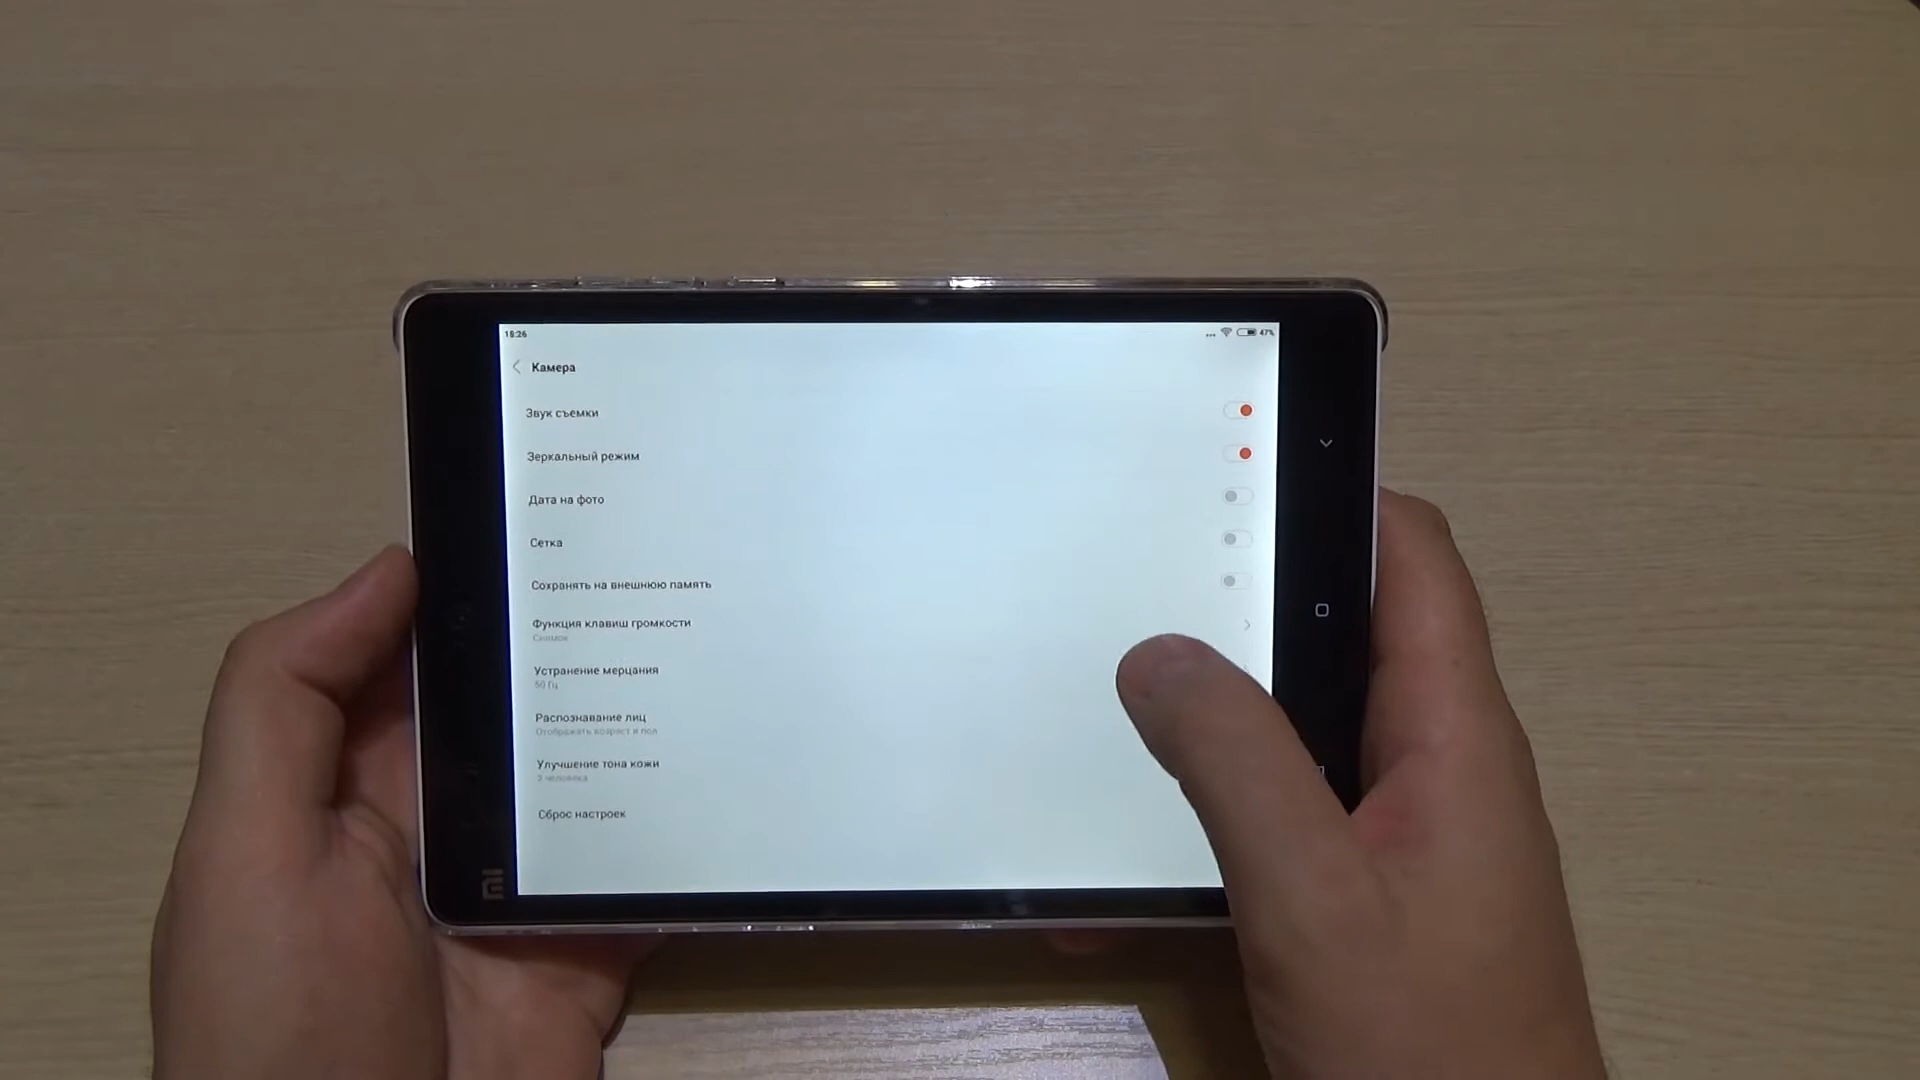 18:26
47%
Камера
Звук съемки
Зеркальный режим
Дата на фото
Сетка
Сохранять на внешнюю память
Функция клавиш громкости
Снимок
Устранение мерцания
50 Гц
Распознавание лиц
Отображать возраст и пол
Улучшение тона кожи
3 человека
Сброс настроек
mi